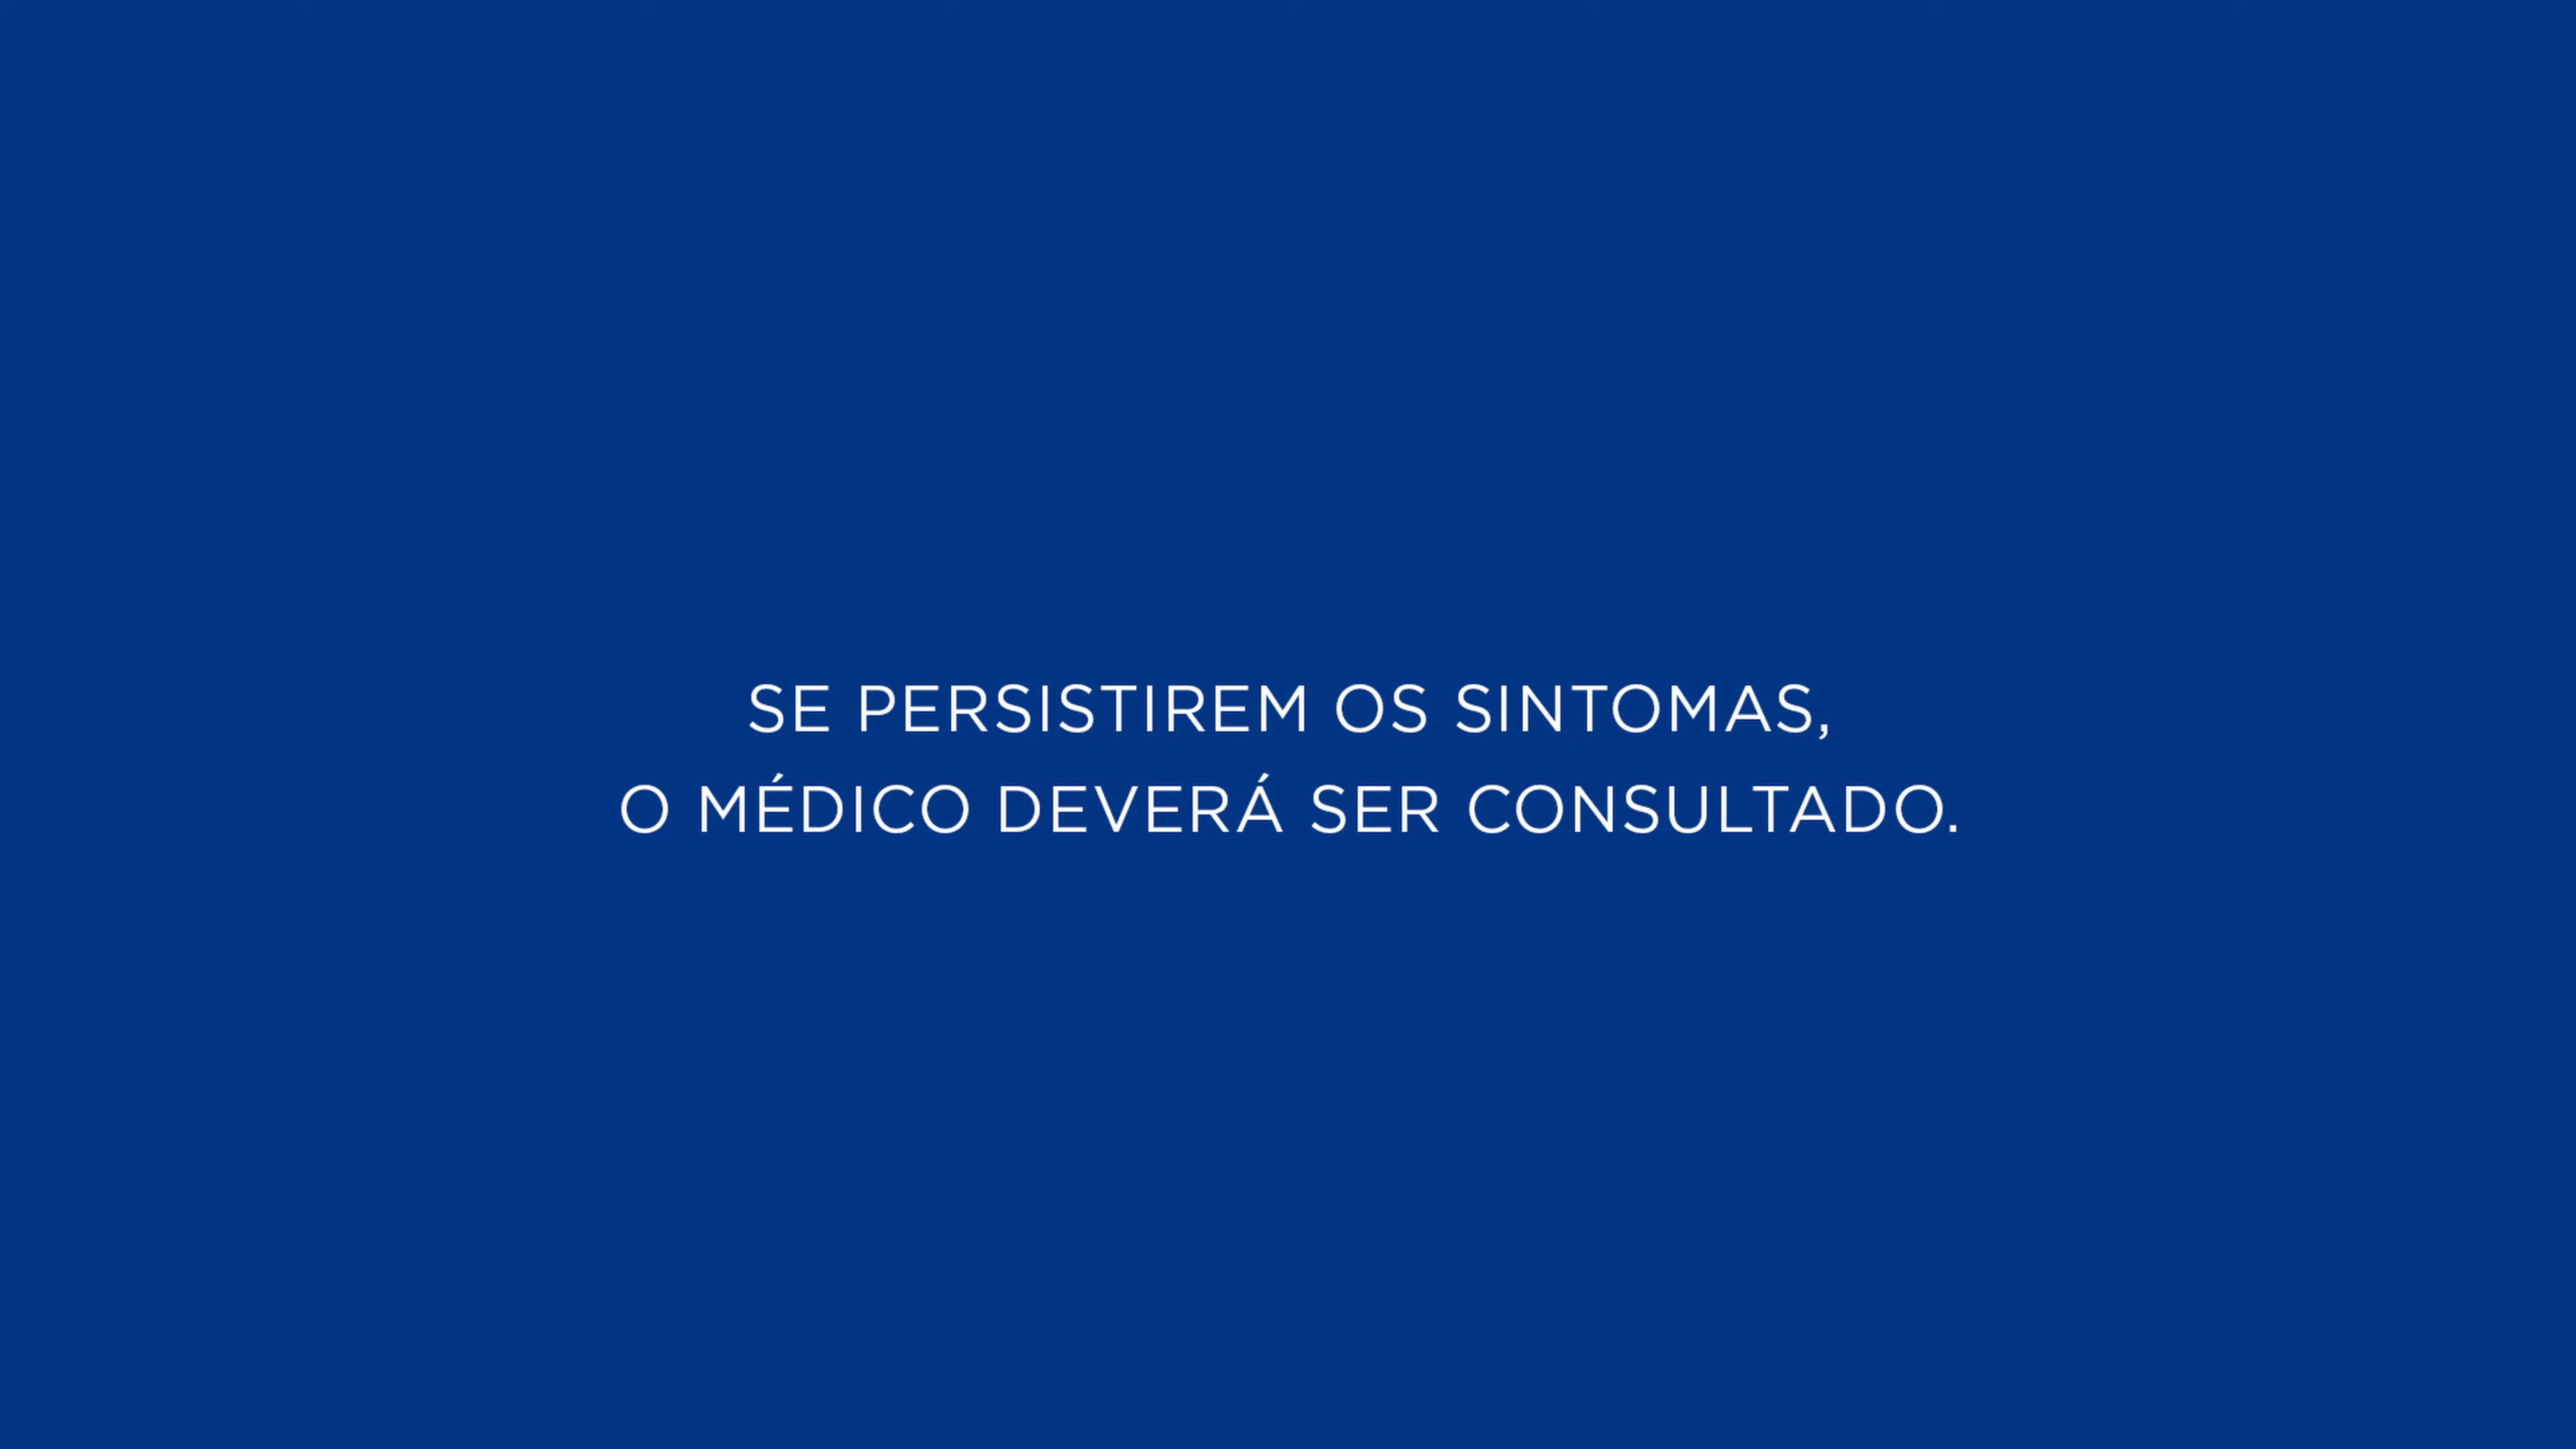 SE PERSISTIREM OS SINTOMAS,
O MÉDICO DEVERÁ SER CONSULTADO.